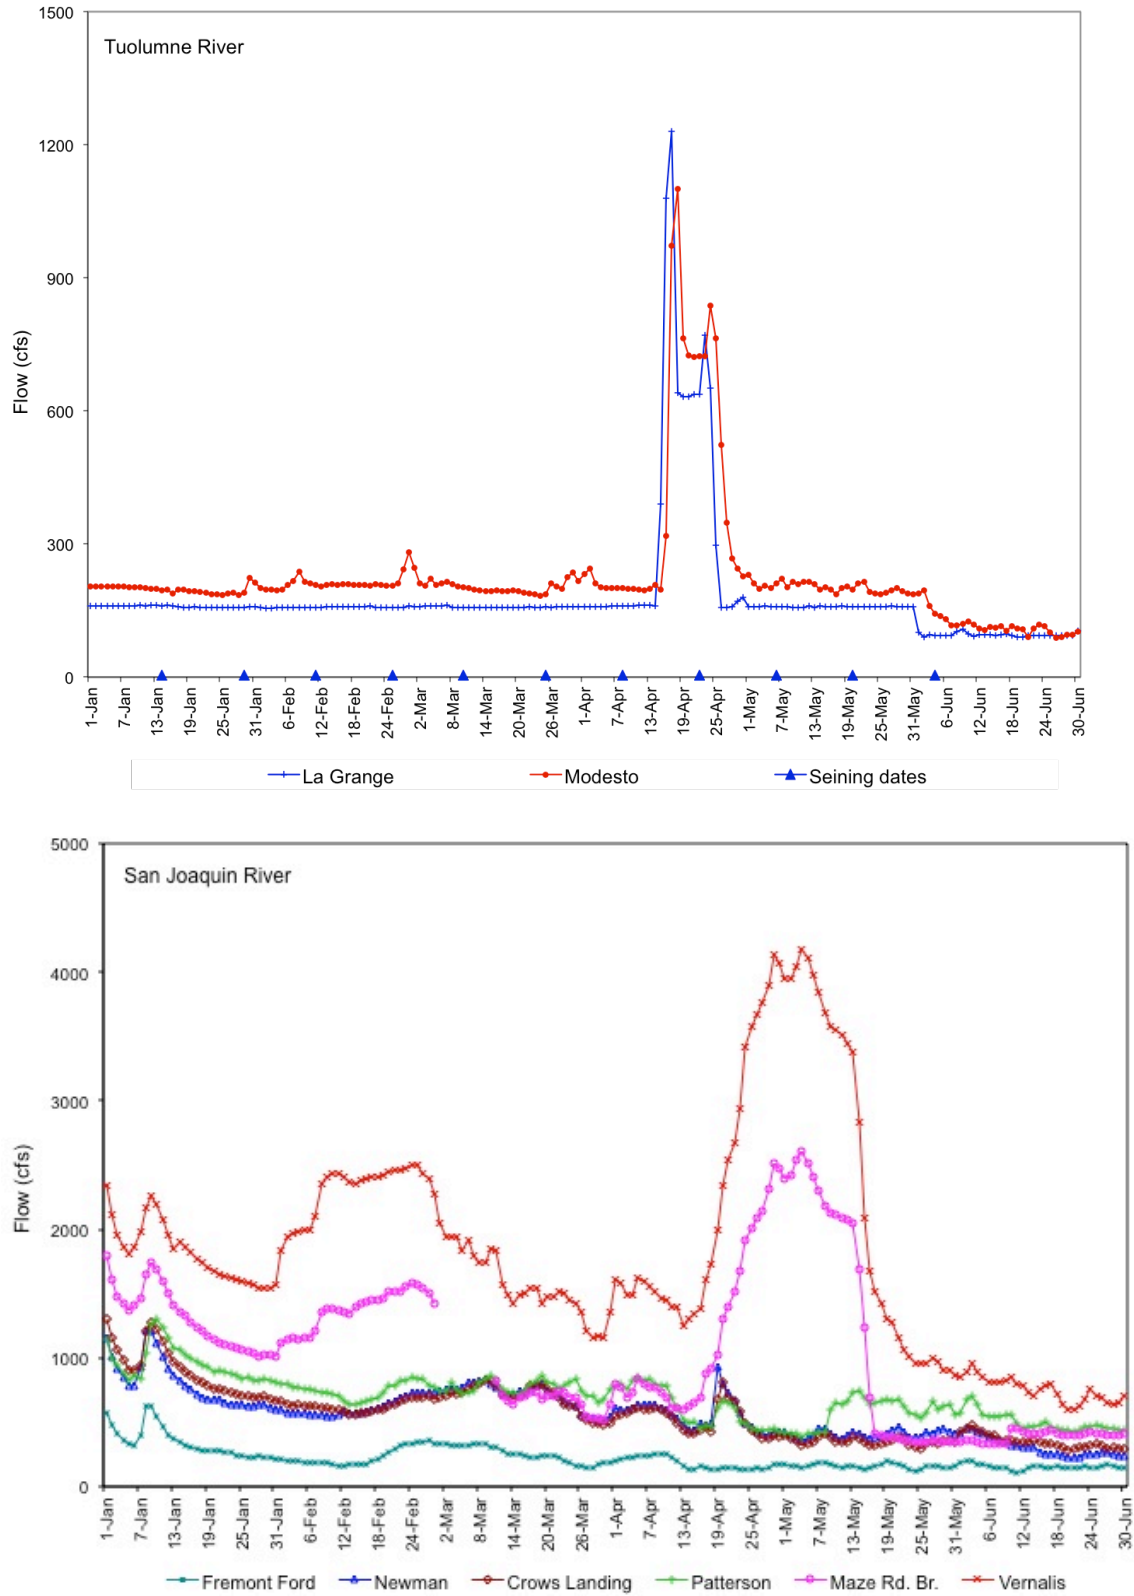 1500
Tuolumne River
1200
900
Flow (cfs)
600
300
0
1-Jan 7-Jan 13-Jan 19-Jan 25-Jan 31-Jan 6-Feb 12-Feb 18-Feb 24-Feb 2-Mar 8-Mar 14-Mar 20-Mar 26-Mar 1-Apr 7-Apr 13-Apr 19-Apr 25-Apr 1-May 7-May 13-May 19-May 25-May 31-May 6-Jun 12-Jun 18-Jun 24-Jun 30-Jun
La Grange Modesto Seining dates
5000
San Joaquin River
4000
3000
Flow (cfs)
2000
1000
0
1-Jan 7-Jan 13-Jan 19-Jan 25-Jan 31-Jan 6-Feb 12-Feb 18-Feb 24-Feb 2-Mar 8-Mar 14-Mar 20-Mar 26-Mar 1-Apr 7-Apr 13-Apr 19-Apr 25-Apr 1-May 7-May 13-May 19-May 25-May 31-May 6-Jun 12-Jun 18-Jun 24-Jun 30-Jun
Fremont Ford Newman Crows Landing Patterson Maze Rd. Br. Vernalis